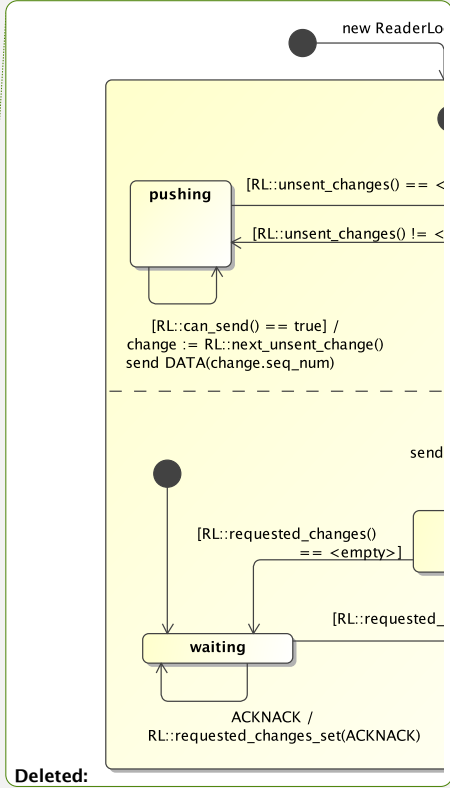 new ReaderLo
[RL::unsent_changes() == <
pushing
[RL::unsent_changes() != <
[RL::can_send() == true] /
change := RL::next_unsent_change()
send DATA(change.seq_num)
send
[RL::requested_changes()
== <empty>]
[RL::requested_
waiting
ACKNACK /
RL::requested_changes_set(ACKNACK)
Deleted: